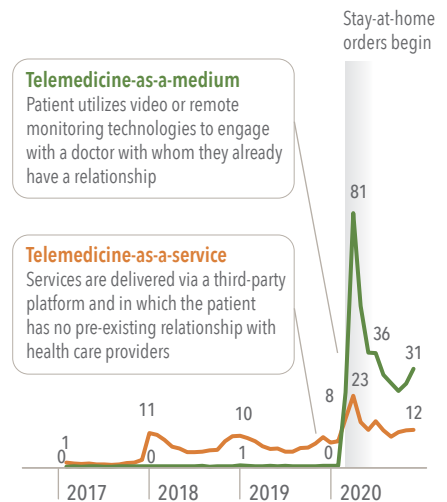 Stay-at-home
orders begin
Telemedicine-as-a-medium
Patient utilizes video or remote
monitoring technologies to engage
with a doctor with whom they already
have a relationship
81
Telemedicine-as-a-service
Services are delivered via a third-party
platform and in which the patient
has no pre-existing relationship with
health care providers
36
31
8 23
11 10 12
1
0 0 1 0
2017 2018 2019 2020